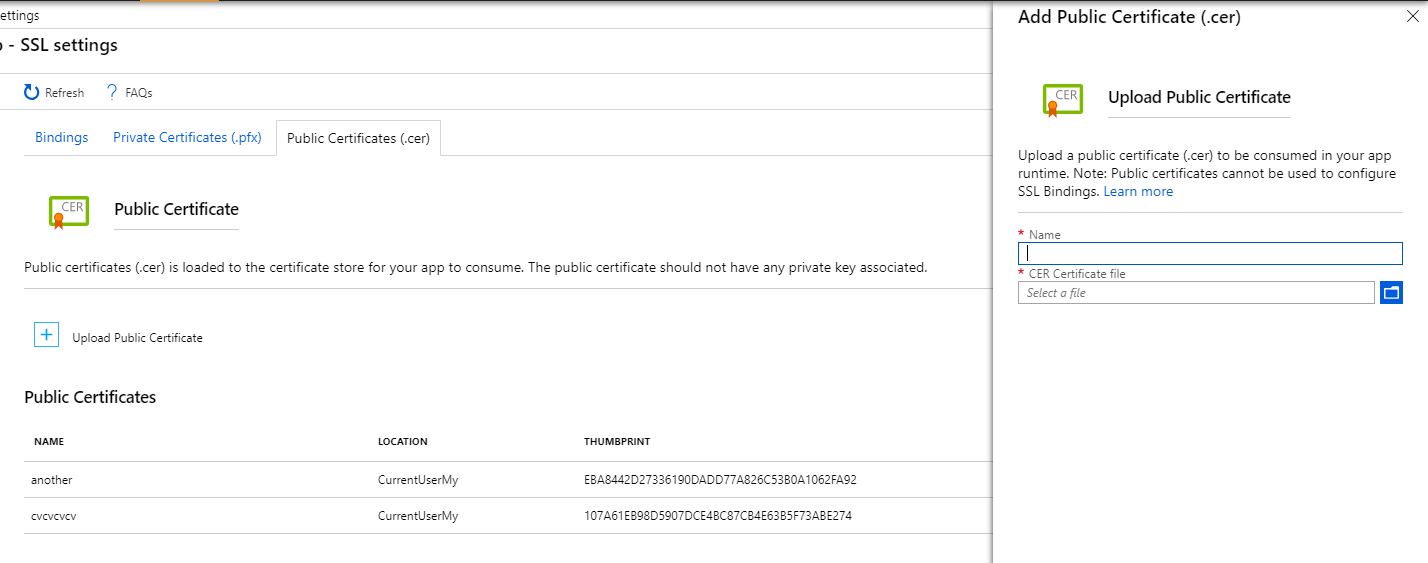 ettings
- SSL settings
Refresh
? FAQs
Bindings
Private Certificates (.pfx)
Public Certificates (.cer)
CER
Public Certificate
Public certificates (.cer) is loaded to the certificate store for your app to consume. The public certificate should not have any private key associated.
+
Upload Public Certificate
Public Certificates
NAME
LOCATION
THUMBPRINT
another
CurrentUserMy
EBA8442D27336190DADD77A826C53B0A1062FA92
cvcvcvcv
CurrentUserMy
107A61EB98D5907DCE4BC87CB4E63B5F73ABE274
Add Public Certificate (.cer)
CER
Upload Public Certificate
Upload a public certificate (.cer) to be consumed in your app
runtime. Note: Public certificates cannot be used to configure
SSL Bindings. Learn more
* Name
* CER Certificate file
Select a file